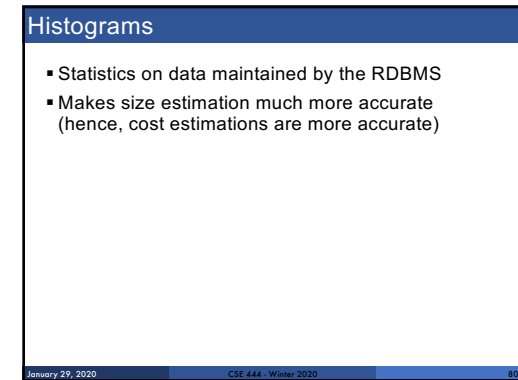 Histograms
▪ Statistics on data maintained by the RDBMS
▪ Makes size estimation much more accurate
(hence, cost estimations are more accurate)
January 29, 2020 CSE 444 - Winter 2020 80